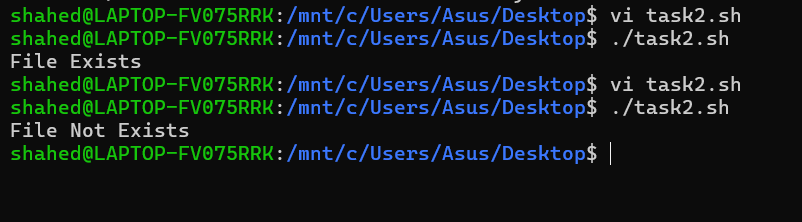 shahed@LAPTOP-FV075RRK:/mnt/c/Users/Asus/Desktop$ vi task2.sh
shahed@LAPTOP-FV075RRK:/mnt/c/Users/Asus/Desktop$ ./task2.sh
File Exists
shahed@LAPTOP-FV075RRK:/mnt/c/Users/Asus/Desktop$ vi task2.sh
shahed@LAPTOP-FV075RRK:/mnt/c/Users/Asus/Desktop$ ./task2.sh
File Not Exists
shahed@LAPTOP-FV075RRK:/mnt/c/Users/Asus/Desktop$